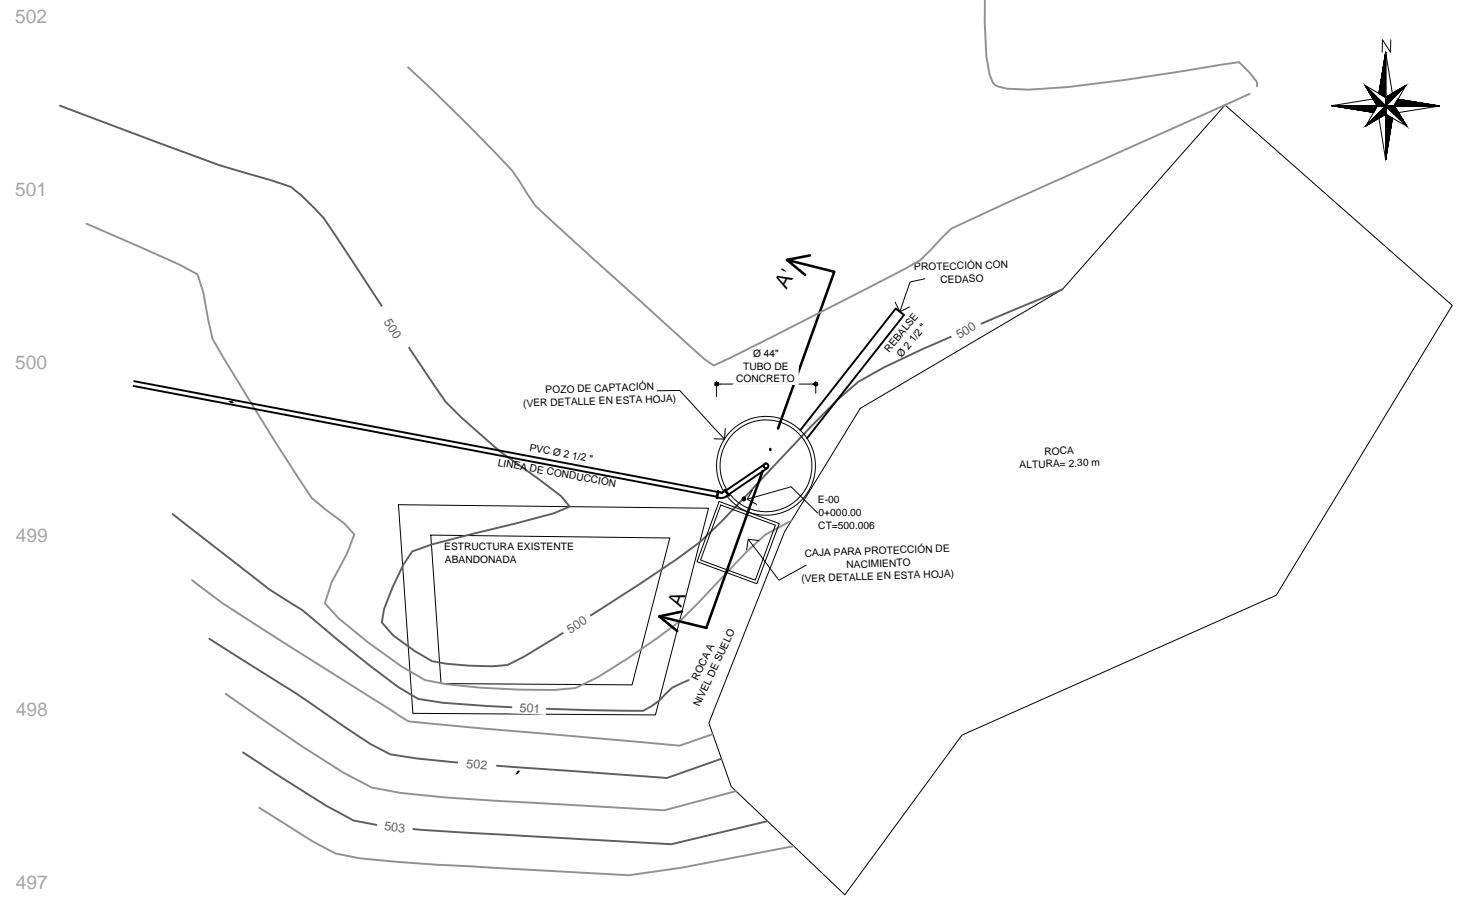 502
N
501
PROTECCIÓN CON
CEDASO
A'
500
REBALSE
Ø 2 1/2 "
500
500
Ø 44"
TUBO DE
CONCRETO
POZO DE CAPTACIÓN
(VER DETALLE EN ESTA HOJA)
PVC Ø 2 1/2 "
LINEA DE CONDUCCIÓN
ROCA
ALTURA= 2.30 m
499
E-00
0+000.00
CT=500.006
ESTRUCTURA EXISTENTE
ABANDONADA
CAJA PARA PROTECCIÓN DE
NACIMIENTO
(VER DETALLE EN ESTA HOJA)
A
500
ROCA A
NIVEL DE SUELO
498
501
502
503
497